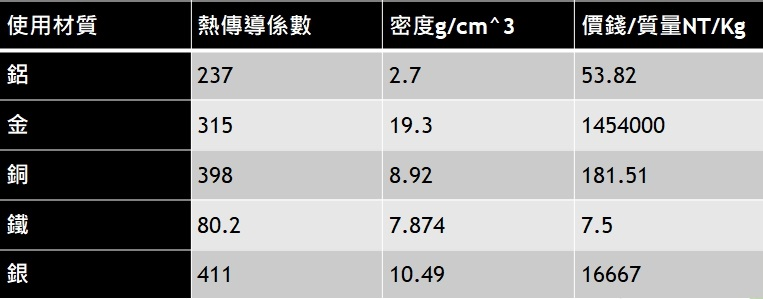 使用材質 熱傳導係數 密度g/cm^3 價錢/質量NT/Kg
鋁 237 2.7 53.82
金 315 19.3 1454000
銅 398 8.92 181.51
鐵 80.2 7.874 7.5
銀 411 10.49 16667